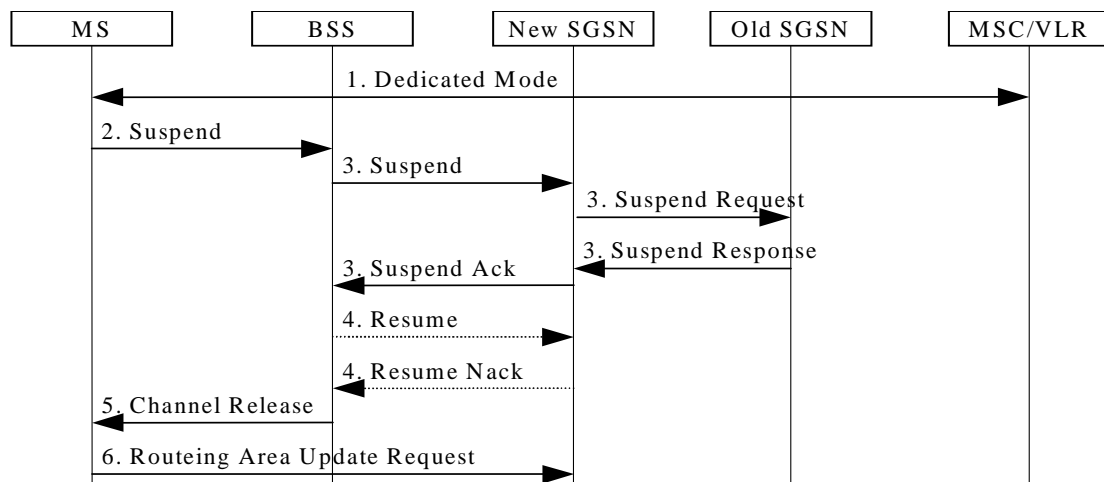 MS
BSS
New SGSN
Old SGSN
MSC/VLR
1. Dedicated Mode
2. Suspend
3. Suspend
3. Suspend Request
3. Suspend Response
3. Suspend Ack
4. Resume
4. Resume Nack
5. Channel Release
6. Routeing Area Update Request